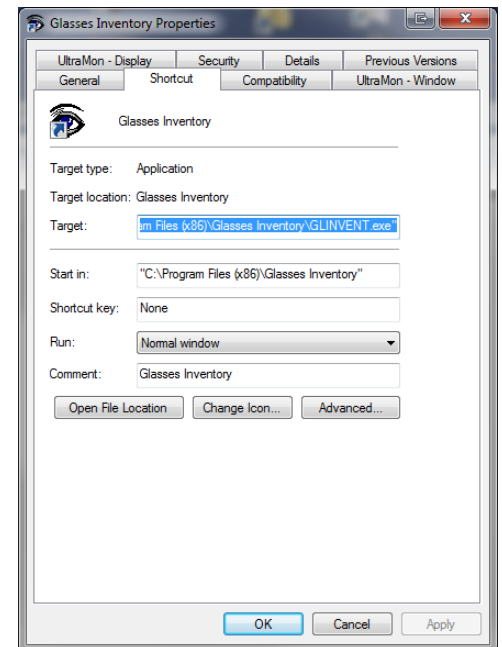 Glasses Inventory Properties
UltraMon - Display Security Details Previous Versions
General Shortcut Compatibility UltraMon - Window
Glasses Inventory
Target type: Application
Target location: Glasses Inventory
Target: am Files (x86)\Glasses Inventory\GLINVENT.exe"
Start in: "C:\Program Files (x86)\Glasses Inventory"
Shortcut key: None
Run: Normal window
Comment: Glasses Inventory
Open File Location Change Icon... Advanced...
OK Cancel Apply